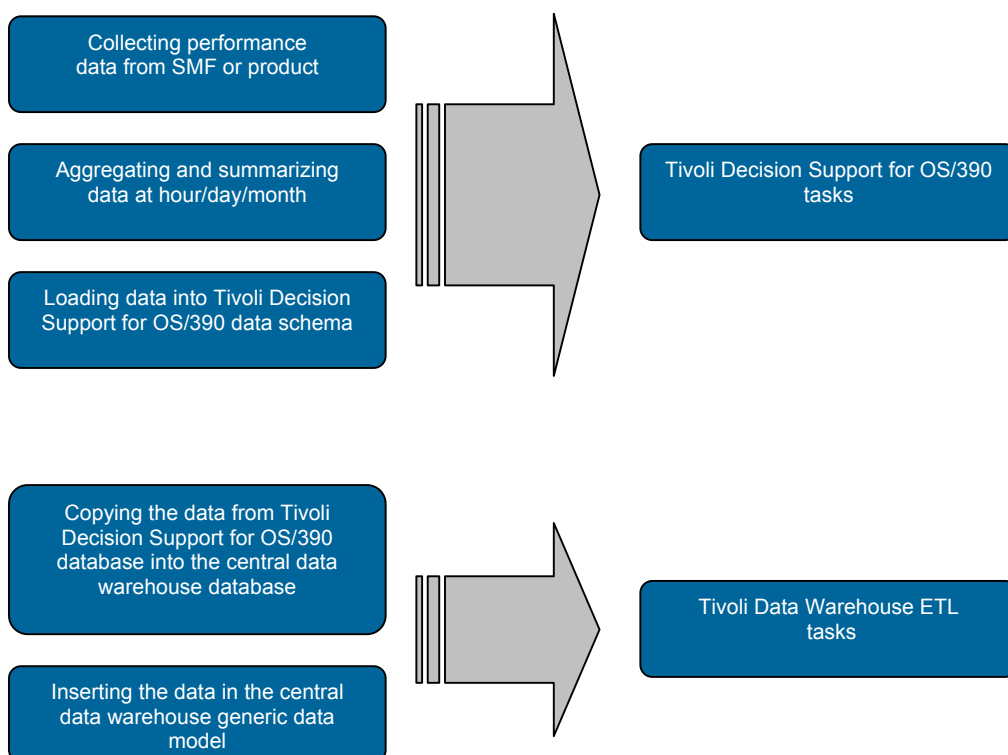 Collecting performance
data from SMF or product
Aggregating and summarizing
data at hour/day/month
Tivoli Decision Support for OS/390
tasks
Loading data into Tivoli Decision
Support for OS/390 data schema
Copying the data from Tivoli
Decision Support for OS/390
database into the central data
warehouse database
Tivoli Data Warehouse ETL
tasks
Inserting the data in the central
data warehouse generic data
model